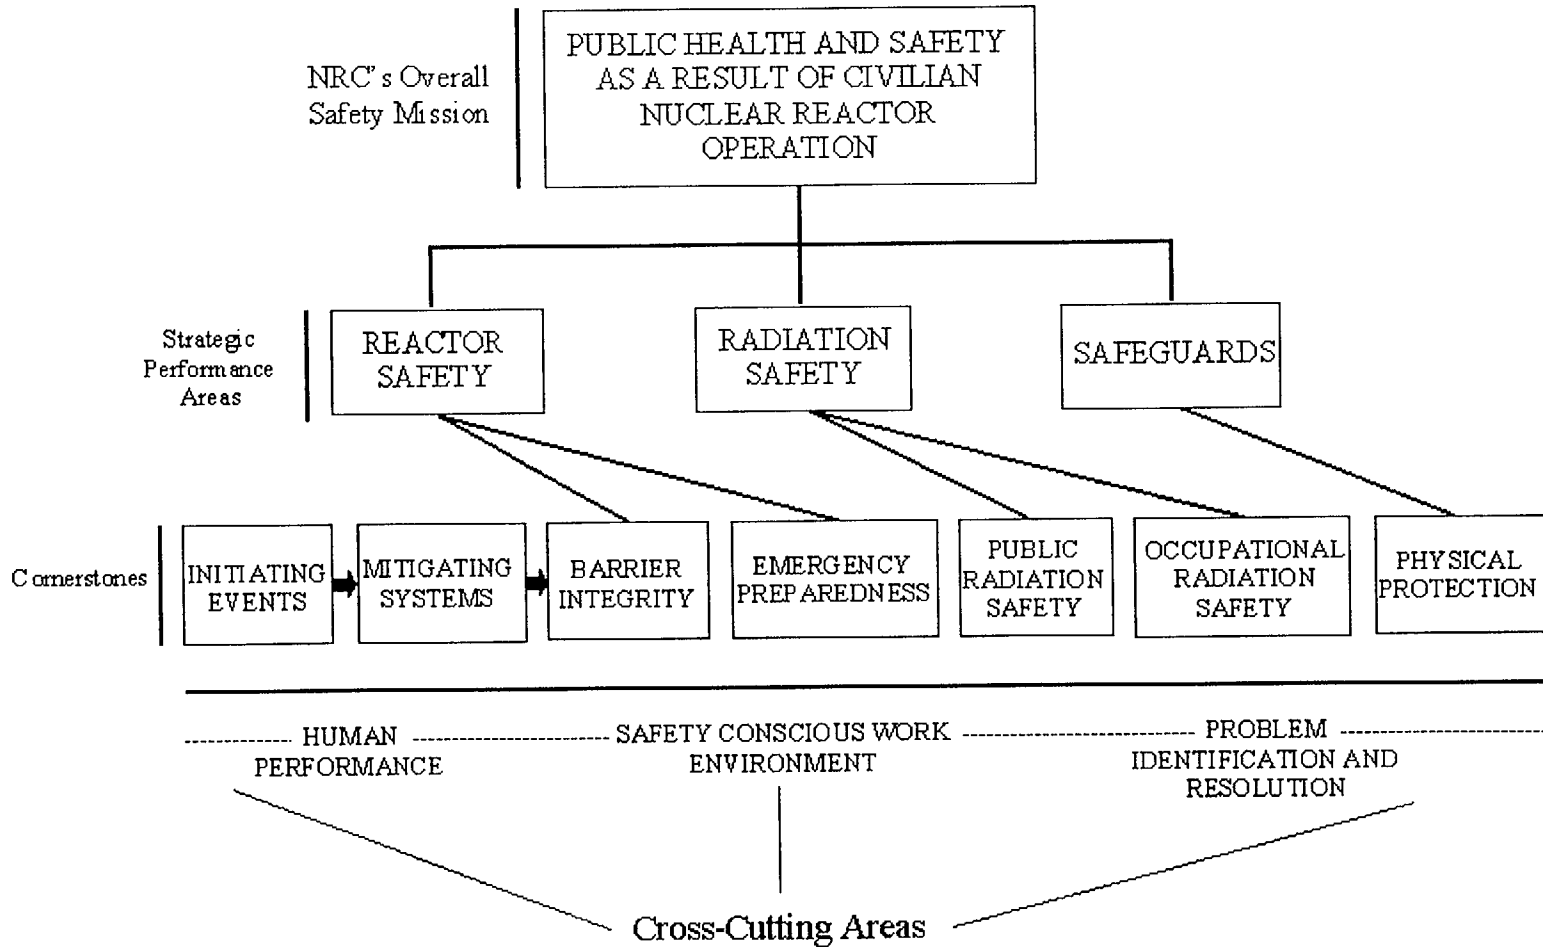 NRC's Overall
Safety Mission
PUBLIC HEALTH AND SAFETY
AS A RESULT OF CIVILIAN
NUCLEAR REACTOR
OPERATION
Strategic
Performance
Areas
REACTOR
SAFETY
RADIATION
SAFETY
SAFEGUARDS
Cornerstones
INITIATING
EVENTS
MITIGATING
SYSTEMS
BARRIER
INTEGRITY
EMERGENCY
PREPAREDNESS
PUBLIC
RADIATION
SAFETY
OCCUPATIONAL
RADIATION
SAFETY
PHYSICAL
PROTECTION
HUMAN
PERFORMANCE
SAFETY CONSCIOUS WORK
ENVIRONMENT
PROBLEM
IDENTIFICATION AND
RESOLUTION
Cross-Cutting Areas